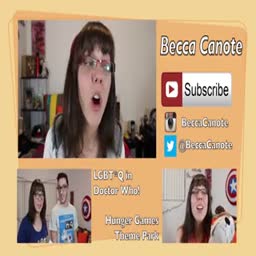 Becca Canote
Subscribe
BeccaCanote
@BeccaCanote
LGBT-Q in
Doctor Who!
Hunger Games
Theme Park